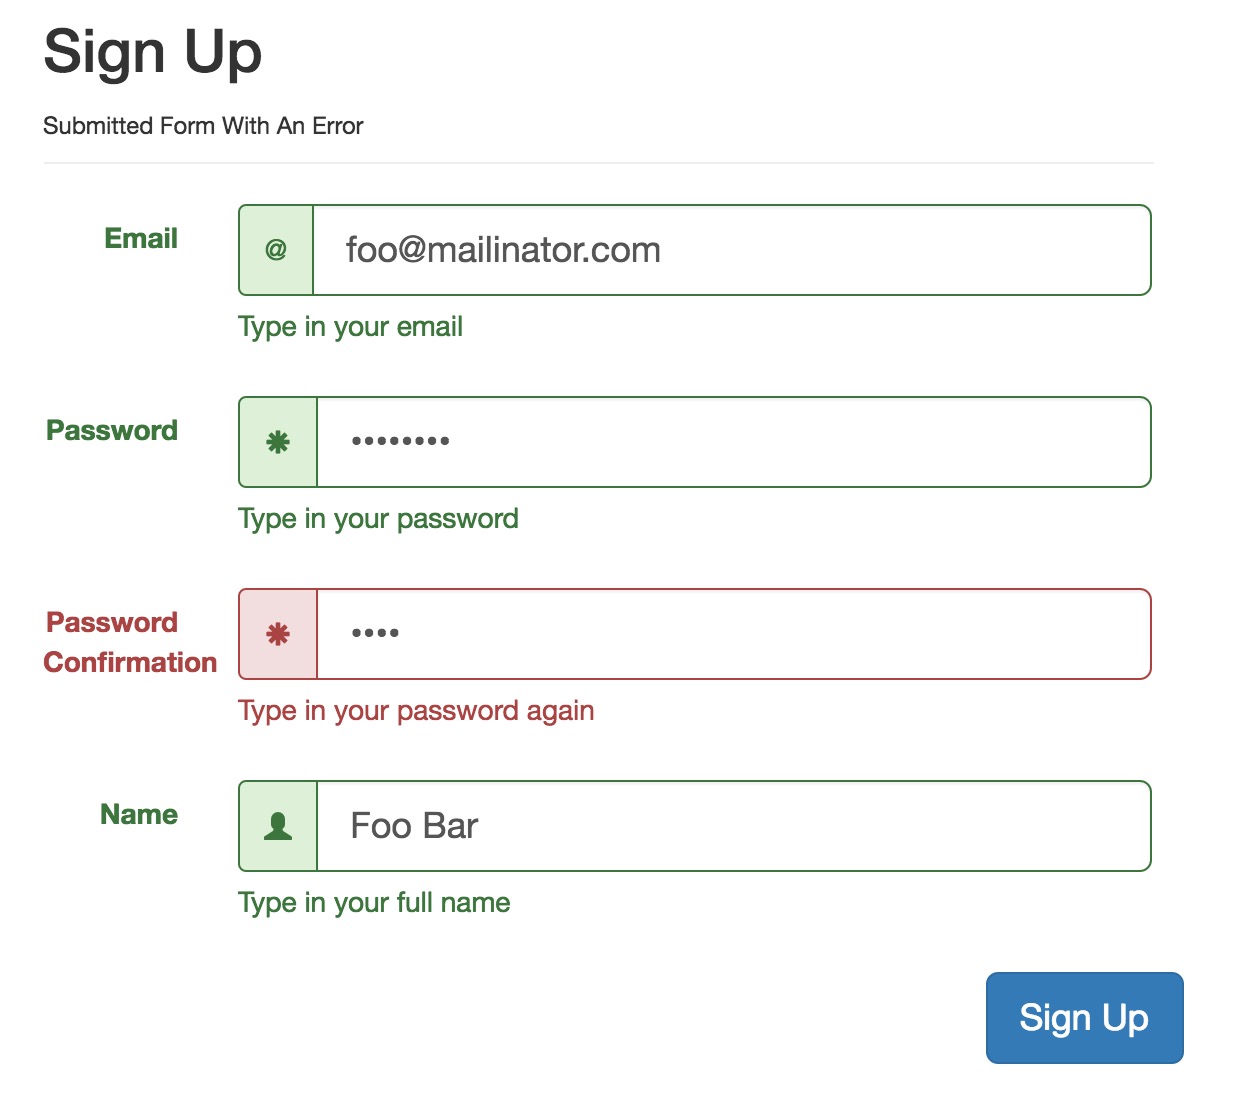 Sign Up
Submitted Form With An Error
Email
@
foo@mailinator.com
Type in your email
Password
••••••••
Type in your password
Password
Confirmation
••••
Type in your password again
Name
Foo Bar
Type in your full name
Sign Up